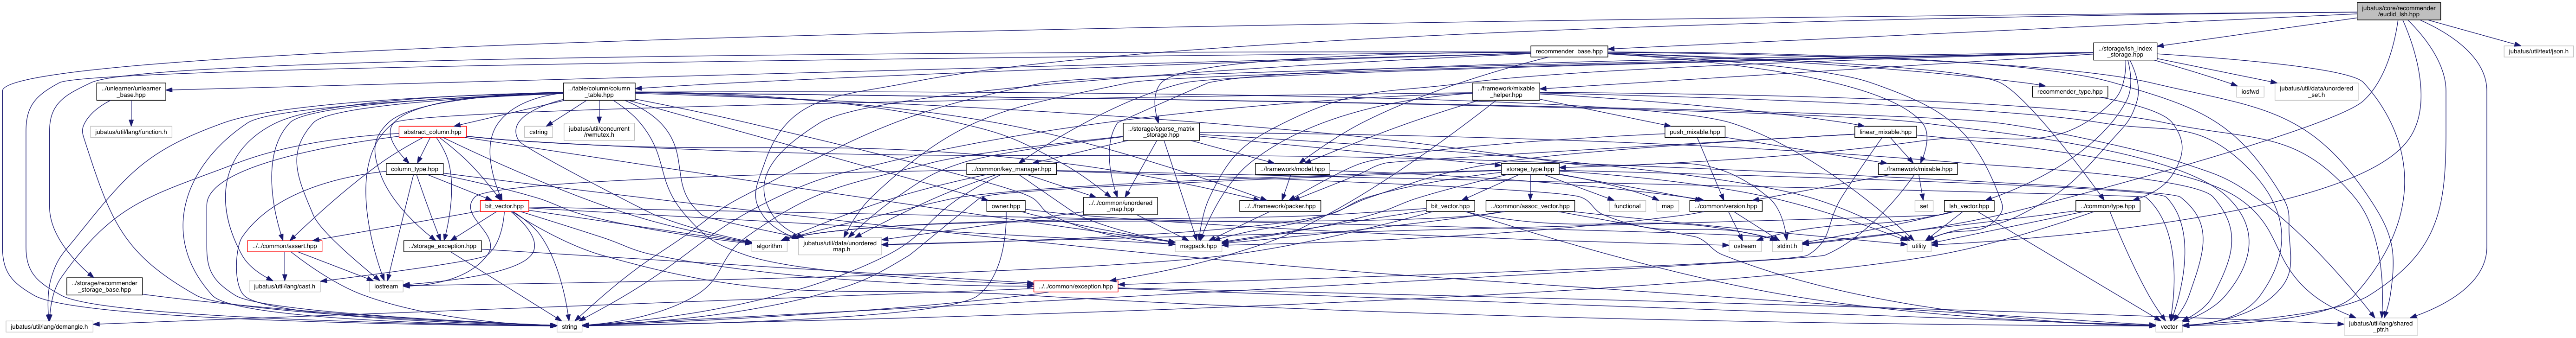 jubatus/core/recommender
/euclid_lsh.hpp
recommender_base.hpp
../storage/lsh_index
_storage.hpp
jubatus/util/text/json.h
../unlearner/unlearner
_base.hpp
../table/column/column
_table.hpp
../framework/mixable
_helper.hpp
recommender_type.hpp
iosfwd
jubatus/util/data/unordered
_set.h
jubatus/util/lang/function.h
abstract_column.hpp
cstring
jubatus/util/concurrent
/rwmutex.h
../storage/sparse_matrix
_storage.hpp
push_mixable.hpp
linear_mixable.hpp
column_type.hpp
../common/key_manager.hpp
../framework/model.hpp
storage_type.hpp
../framework/mixable.hpp
bit_vector.hpp
../../common/unordered
_map.hpp
owner.hpp
../../framework/packer.hpp
bit_vector.hpp
../common/assoc_vector.hpp
functional
map
../common/version.hpp
set
lsh_vector.hpp
../common/type.hpp
../../common/assert.hpp
../storage_exception.hpp
algorithm
jubatus/util/data/unordered
_map.h
msgpack.hpp
ostream
stdint.h
utility
../storage/recommender
_storage_base.hpp
jubatus/util/lang/cast.h
iostream
../../common/exception.hpp
jubatus/util/lang/demangle.h
string
vector
jubatus/util/lang/shared
_ptr.h